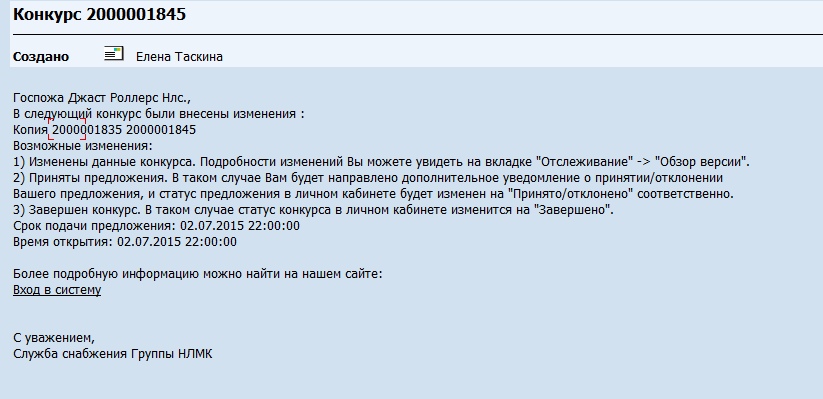 Конкурс 2000001845
Создано Елена Таскина
Госпожа Джаст Роллерс Нлс.,
В следующий конкурс были внесены изменения :
Копия 2000001835 2000001845
Возможные изменения:
1) Изменены данные конкурса. Подробности изменений Вы можете увидеть на вкладке "Отслеживание" -> "Обзор версии".
2) Приняты предложения. В таком случае Вам будет направлено дополнительное уведомление о принятии/отклонении
Вашего предложения, и статус предложения в личном кабинете будет изменен на "Принято/отклонено" соответственно.
3) Завершен конкурс. В таком случае статус конкурса в личном кабинете изменится на "Завершено".
Срок подачи предложения: 02.07.2015 22:00:00
Время открытия: 02.07.2015 22:00:00
Более подробную информацию можно найти на нашем сайте:
Вход в систему
С уважением,
Служба снабжения Группы НЛМК